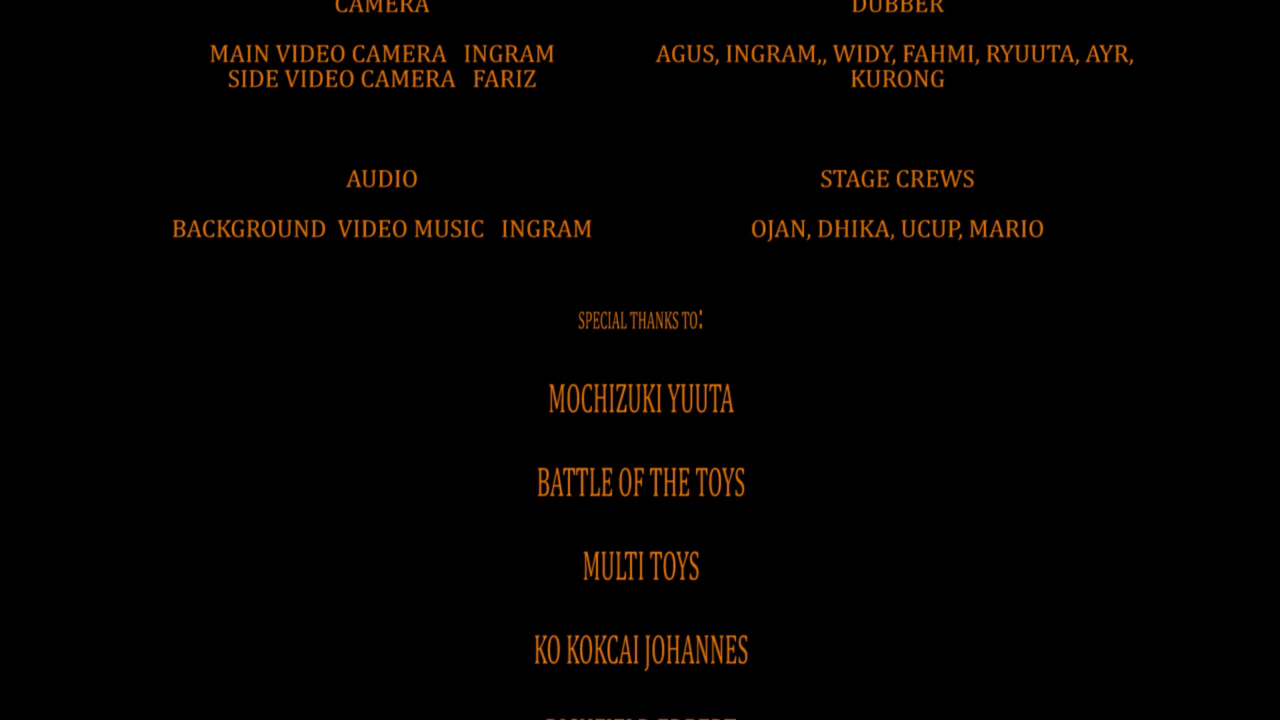 CAMERA
MAIN VIDEO CAMERA INGRAM
SIDE VIDEO CAMERA FARIZ
DUBBER
AGUS, INGRAM,, WIDY, FAHMI, RYUUTA, AYR,
KURONG
AUDIO
BACKGROUND VIDEO MUSIC INGRAM
STAGE CREWS
OJAN, DHIKA, UCUP, MARIO
SPECIAL THANKS TO:
MOCHIZUKI YUUTA
BATTLE OF THE TOYS
MULTI TOYS
KO KOKCAI JOHANNES